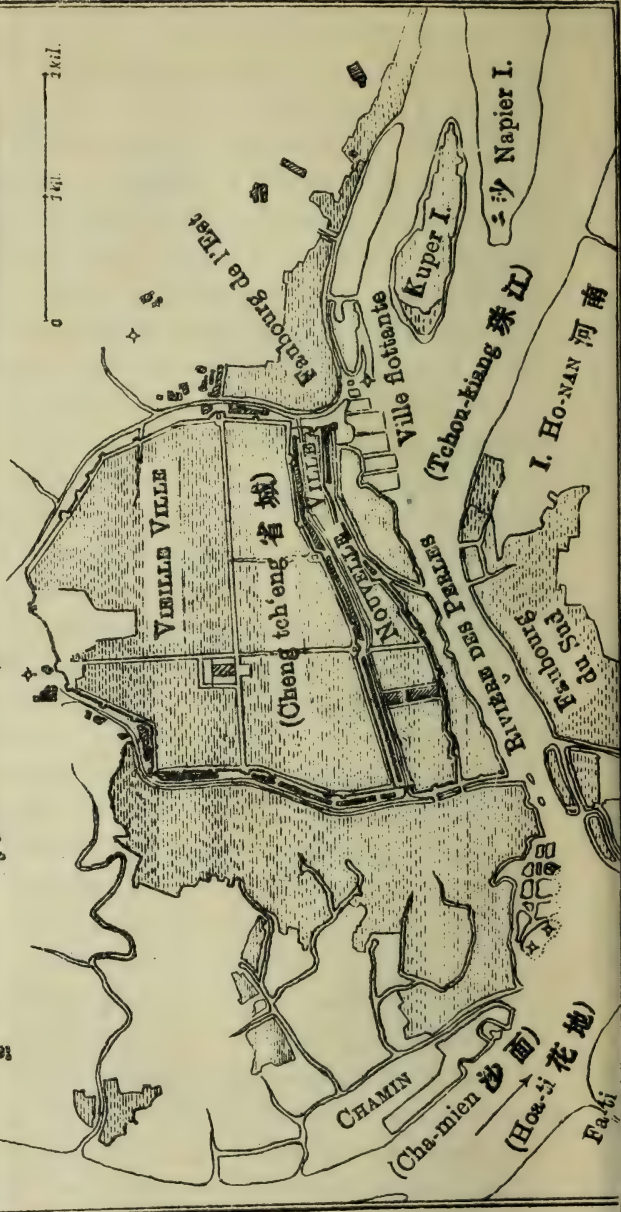 0 1 kil. 2 kil.
Faubourg de l'Est
VIEILLE VILLE
(Cheng tch'eng 省城)
NOUVELLE VILLE
Ville flottante
Kuper I.
二沙 Napier I.
(Tchou-kiang 珠江)
RIVIÈRE DES PERLES
I. HO-NAN 河南
Faubourg
du Sud
CHAMIN
(Cha-mien 沙面)
(Hoa-ti 花地)
Fa-ti